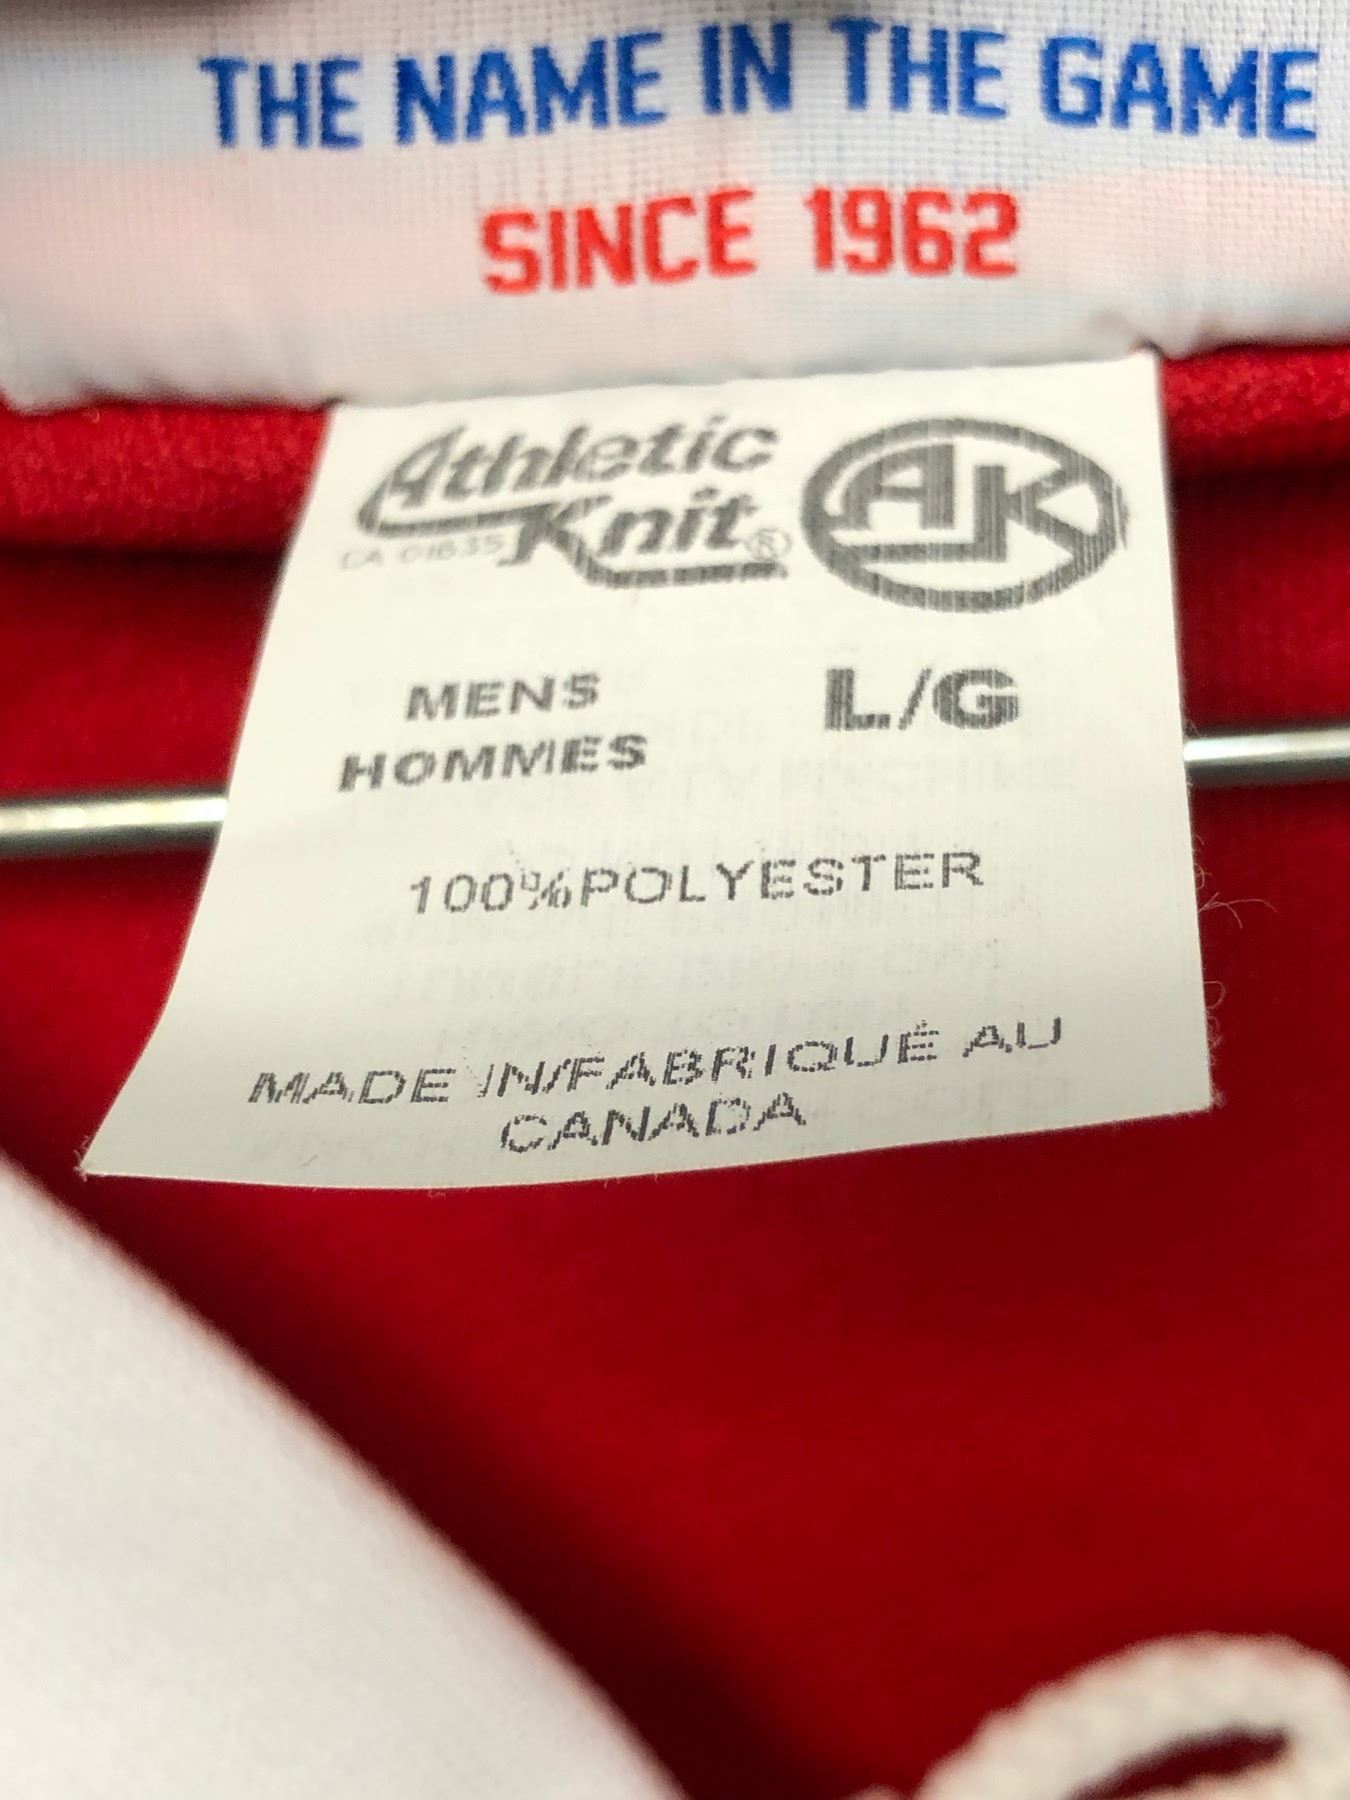 THE NAME IN THE GAME
SINCE 1962
Athletic
Knit®
CA 01635
AK
MENS L/G
HOMMES
100%POLYESTER
MADE IN/FABRIQUÉ AU
CANADA